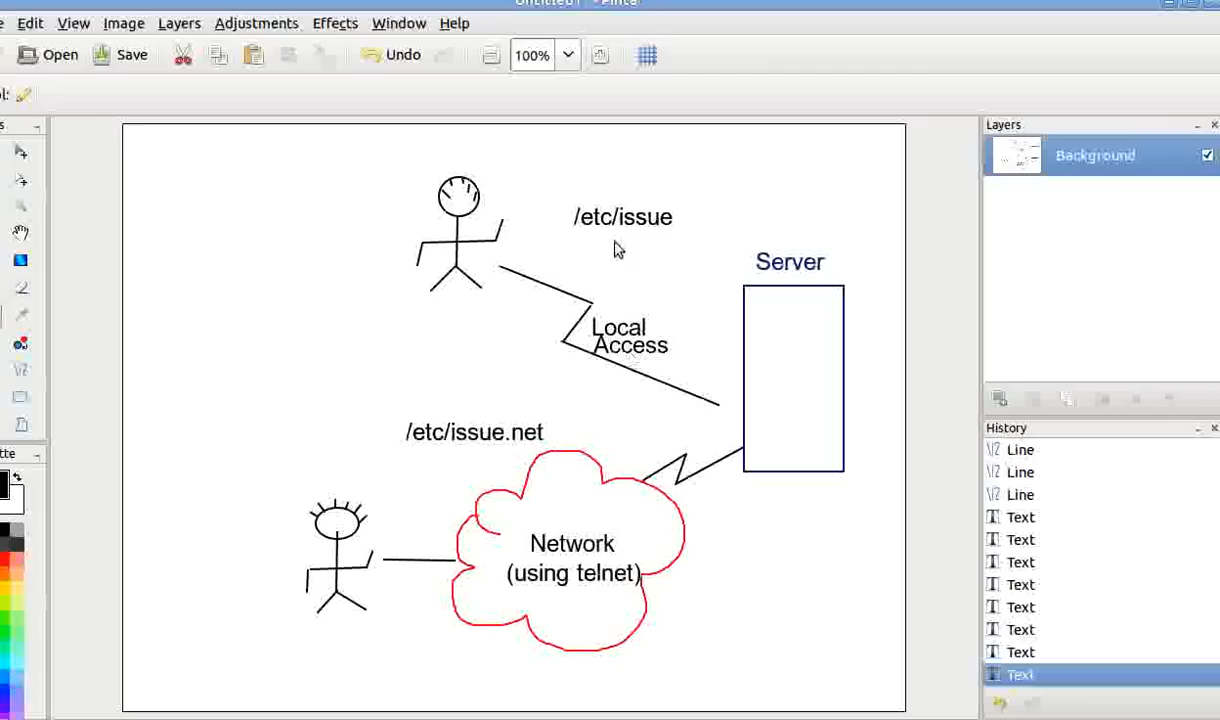 Edit View Image Layers Adjustments Effects Window Help
Open Save Undo 100%
Layers
Background
/etc/issue
Server
Local
Access
/etc/issue.net
Network
(using telnet)
History
Line
Line
Line
Text
Text
Text
Text
Text
Text
Text
Text